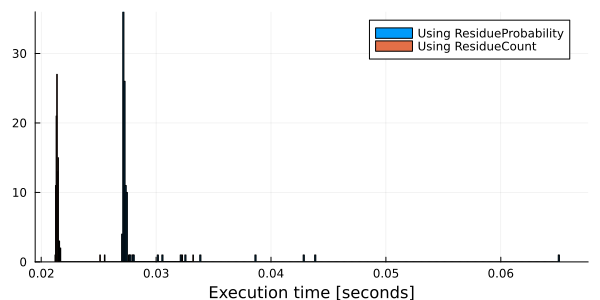 Using ResidueProbability
Using ResidueCount
30
20
10
0
0.02 0.03 0.04 0.05 0.06
Execution time [seconds]